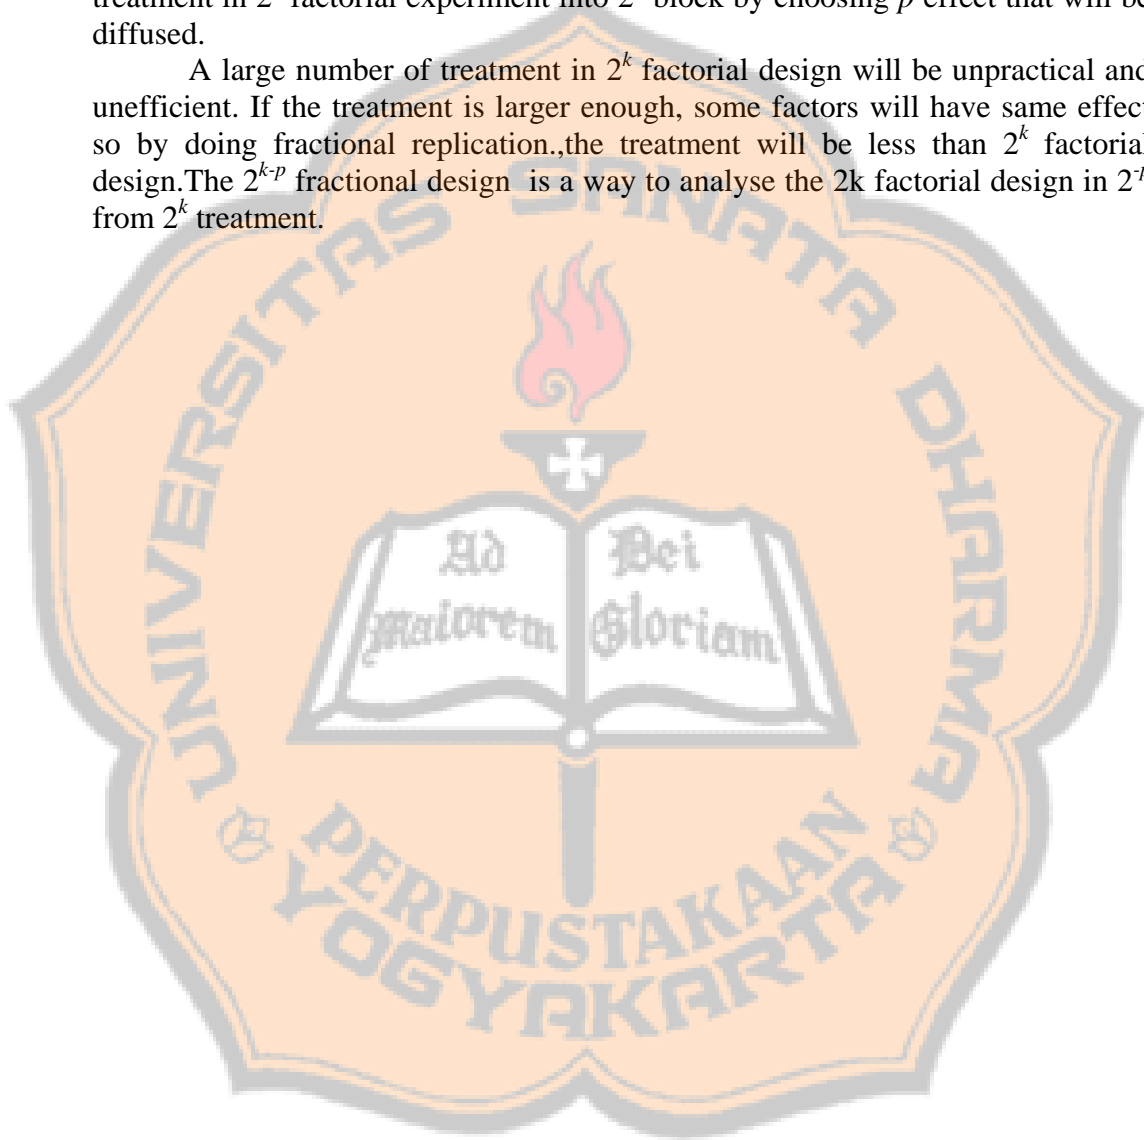 treatment in 2 factorial experiment into 2 block by choosing p effect that will be
diffused.
A large number of treatment in 2^k factorial design will be unpractical and
unefficient. If the treatment is larger enough, some factors will have same effect
so by doing fractional replication.,the treatment will be less than 2^k factorial
design.The 2^k-p fractional design is a way to analyse the 2k factorial design in 2^-p
from 2^k treatment.
UNIVERSITAS SANATA DHARMA
Ad Dei
Maiorem Gloriam
PERPUSTAKAAN
YOGYAKARTA